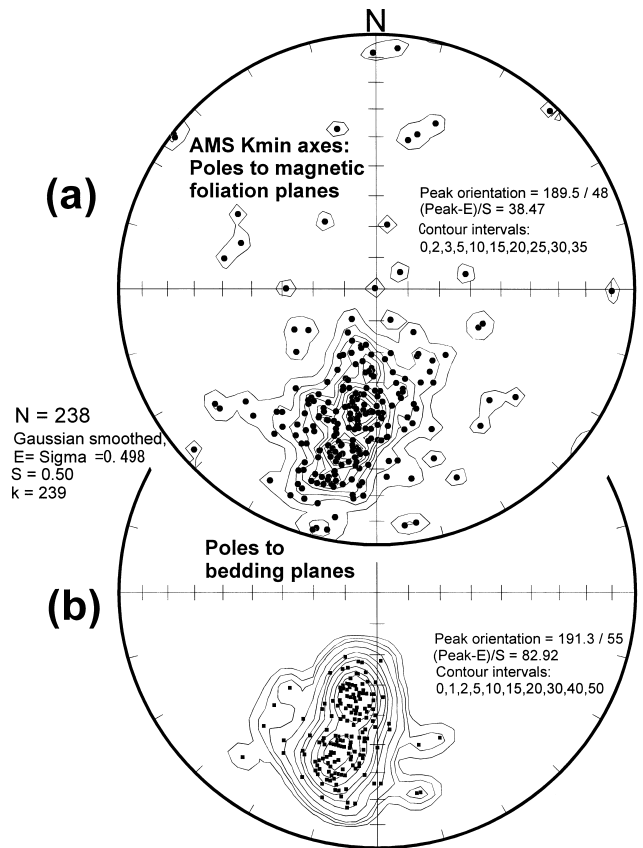 N
AMS Kmin axes:
Poles to magnetic
foliation planes
(a)
Peak orientation = 189.5 / 48
(Peak-E)/S = 38.47
Contour intervals:
0,2,3,5,10,15,20,25,30,35
N = 238
Gaussian smoothed,
E= Sigma =0. 498
S = 0.50
k = 239
Poles to
bedding planes
(b)
Peak orientation = 191.3 / 55
(Peak-E)/S = 82.92
Contour intervals:
0,1,2,5,10,15,20,30,40,50